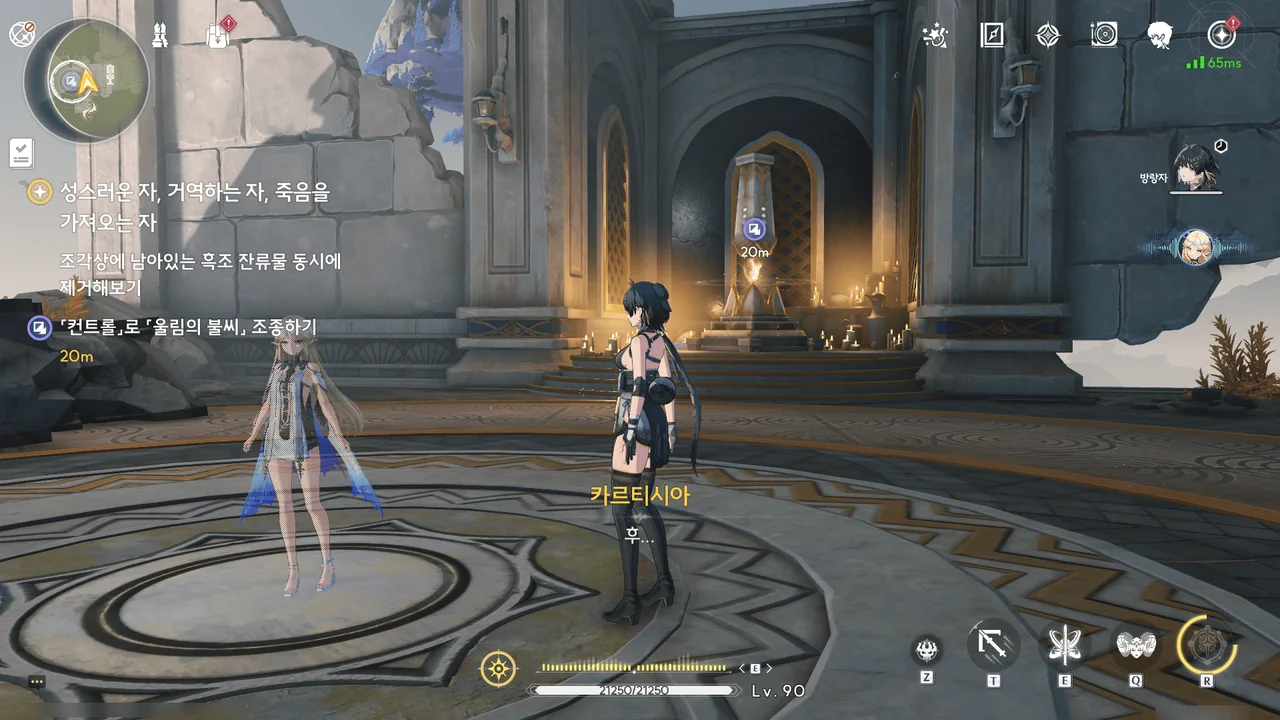 65ms
방랑자
성스러운 자, 거역하는 자, 죽음을
가져오는 자
조각상에 남아있는 흑조 잔류물 동시에
제거해보기
「컨트롤」로 「울림의 불씨」 조종하기
20m
20m
카르티시아
후...
E
21250/21250
Lv. 90
Z
T
E
Q
R